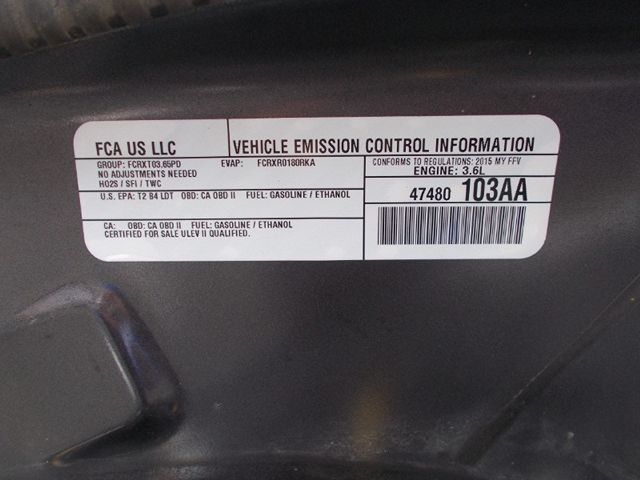 FCA US LLC
VEHICLE EMISSION CONTROL INFORMATION
GROUP: FCRXT03.65PD EVAP: FCRXR0180RKA
NO ADJUSTMENTS NEEDED
HO2S / SFI / TWC
CONFORMS TO REGULATIONS: 2015 MY FFV
ENGINE: 3.6L
U.S. EPA: T2 B4 LDT OBD: CA OBD II FUEL: GASOLINE / ETHANOL
47480 103AA
CA: OBD: CA OBD II FUEL: GASOLINE / ETHANOL
CERTIFIED FOR SALE ULEV II QUALIFIED.